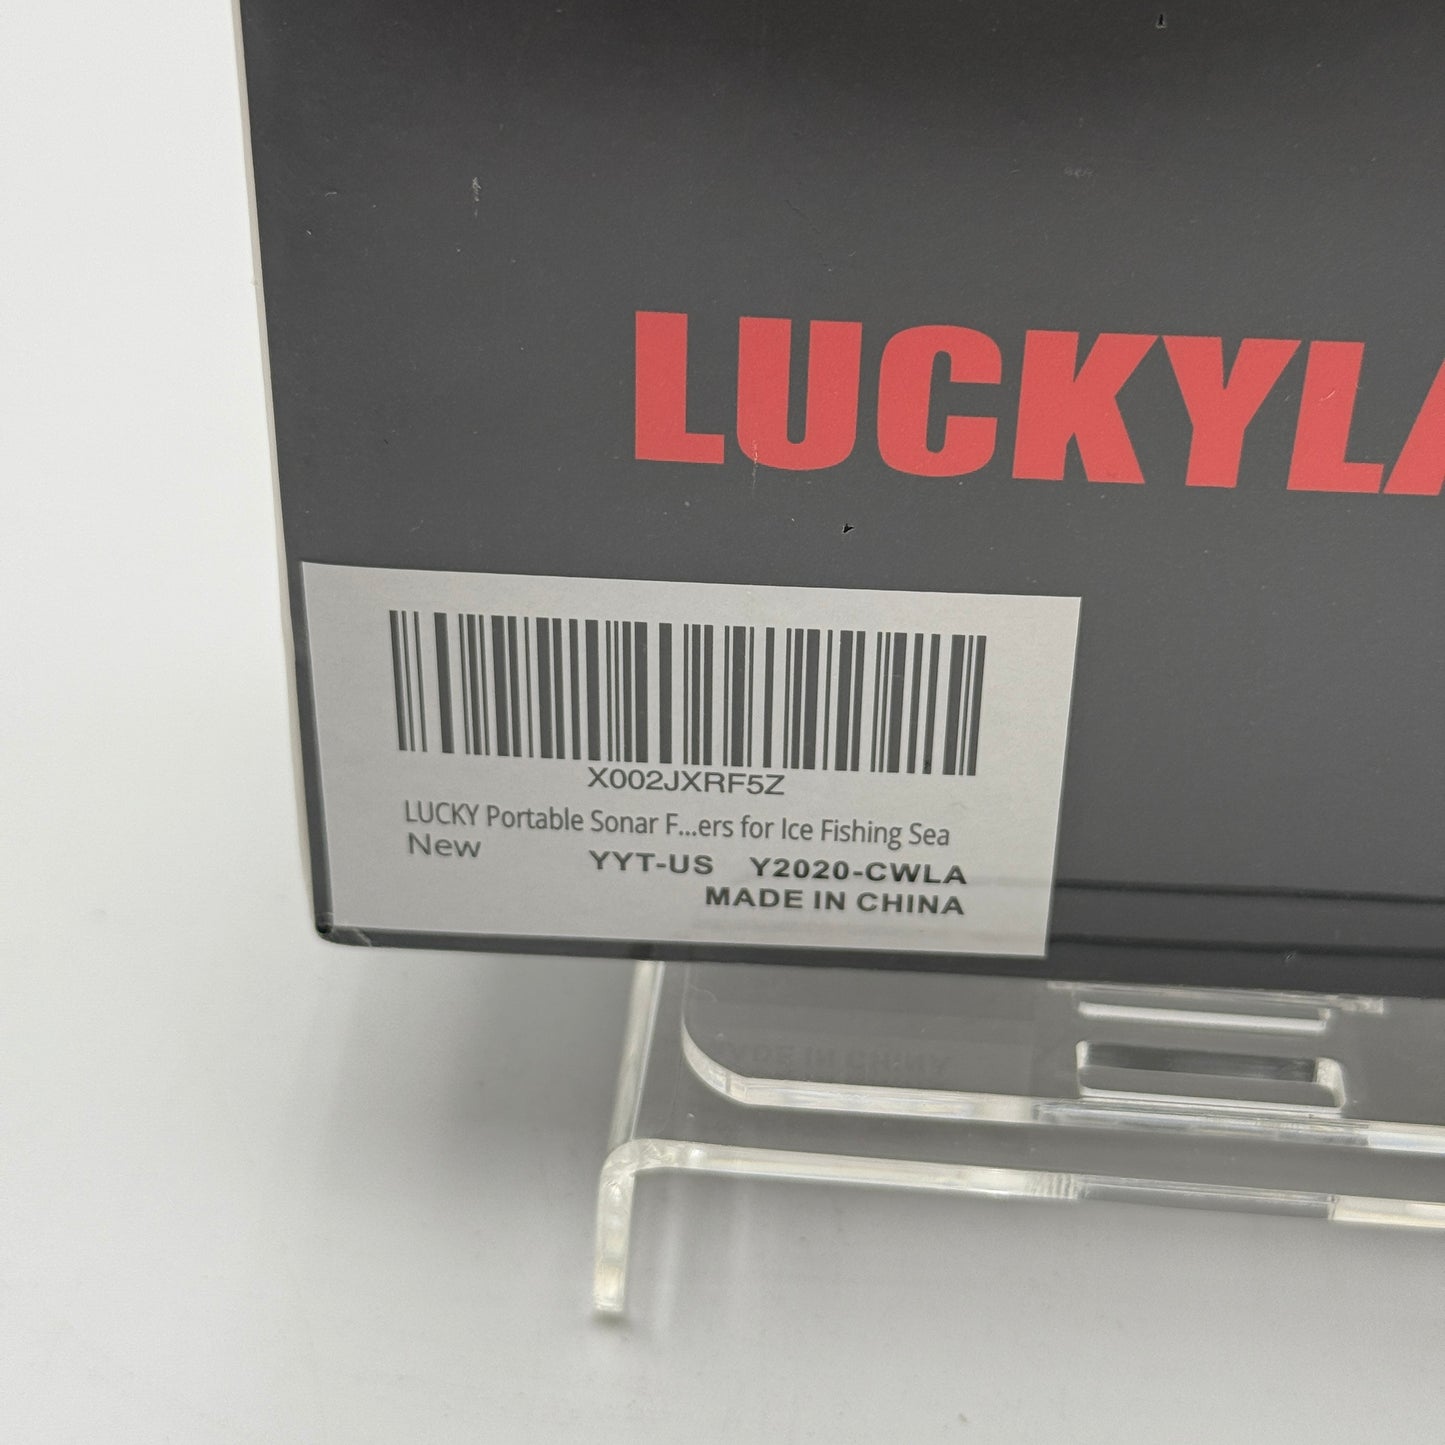 LUCKYLA
X002JXRF5Z
LUCKY Portable Sonar F...ers for Ice Fishing Sea
New YYT-US Y2020-CWLA
MADE IN CHINA